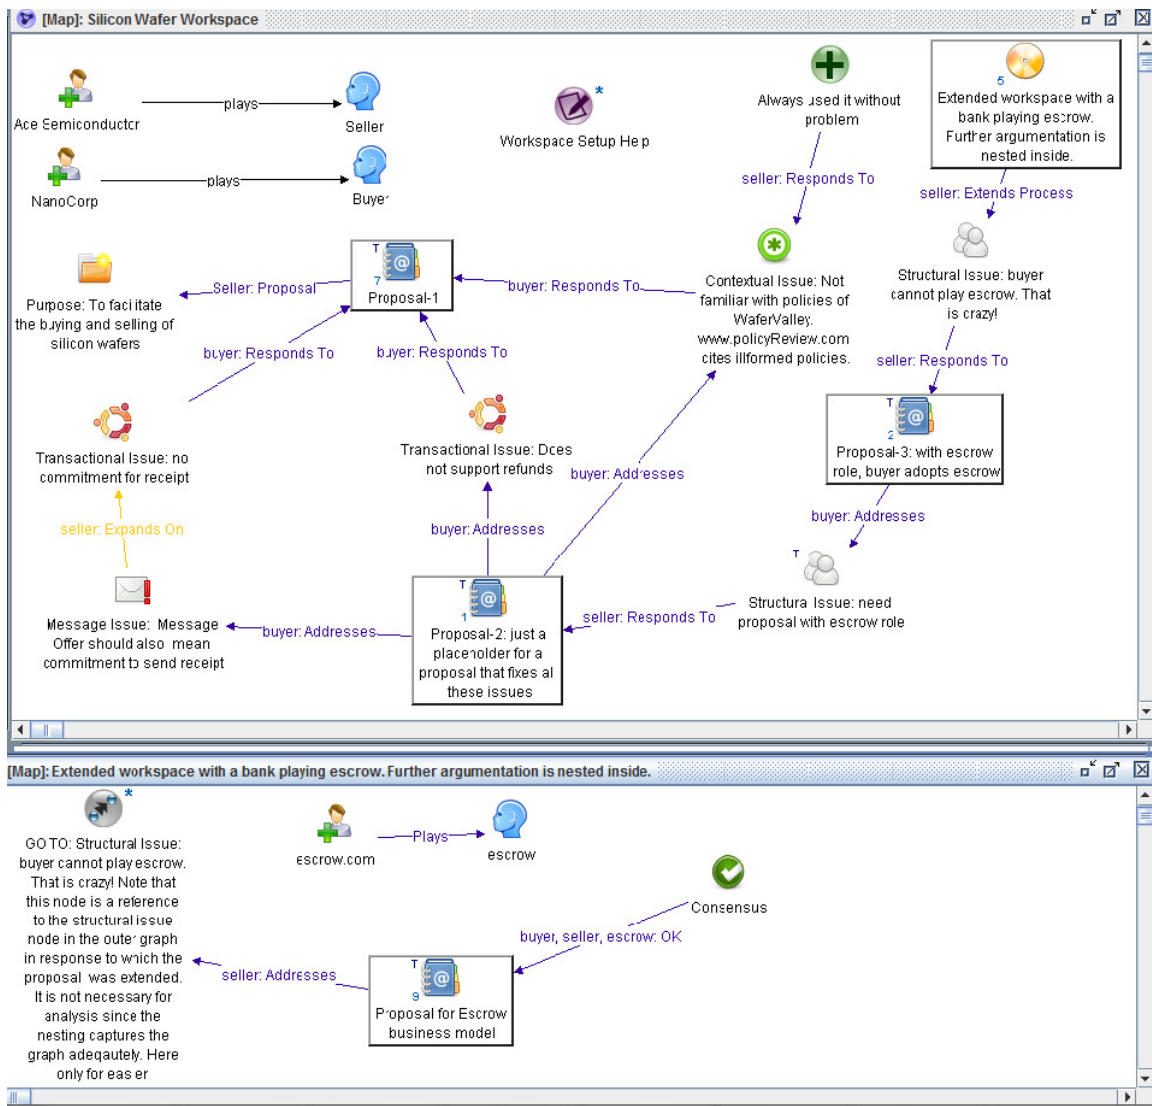 [Map]: Silicon Wafer Workspace
Ace Semiconductor
plays
Seller
NanoCorp
plays
Buyer
*
Workspace Setup Help
Always used it without
problem
5
Extended workspace with a
bank playing escrow.
Further argumentation is
nested inside.
seller: Responds To
seller: Extends Process
Purpose: To facilitate
the buying and selling of
silicon wafers
Seller: Proposal
T
7
Proposal-1
buyer: Responds To
Contextual Issue: Not
familiar with policies of
WaferValley.
www.policyReview.com
cites illformed policies.
Structural Issue: buyer
cannot play escrow. That
is crazy!
buyer: Responds To
buyer: Responds To
seller: Responds To
Transactional Issue: no
commitment for receipt
Transactional Issue: Does
not support refunds
T
2
Proposal-3: with escrow
role, buyer adopts escrow
buyer: Addresses
seller: Expands On
buyer: Addresses
buyer: Addresses
Message Issue: Message
Offer should also mean
commitment to send receipt
buyer: Addresses
T
1
Proposal-2: just a
placeholder for a
proposal that fixes al
these issues
seller: Responds To
T
Structural Issue: need
proposal with escrow role
[Map]: Extended workspace with a bank playing escrow. Further argumentation is nested inside.
*
GO TO: Structural Issue:
buyer cannot play escrow.
That is crazy! Note that
this node is a reference
to the structural issue
node in the outer graph
in response to which the
proposal was extended.
It is not necessary for
analysis since the
nesting captures the
graph adeqautely. Here
only for easier
escrow.com
Plays
escrow
Consensus
buyer, seller, escrow: OK
seller: Addresses
T
9
Proposal for Escrow
business model